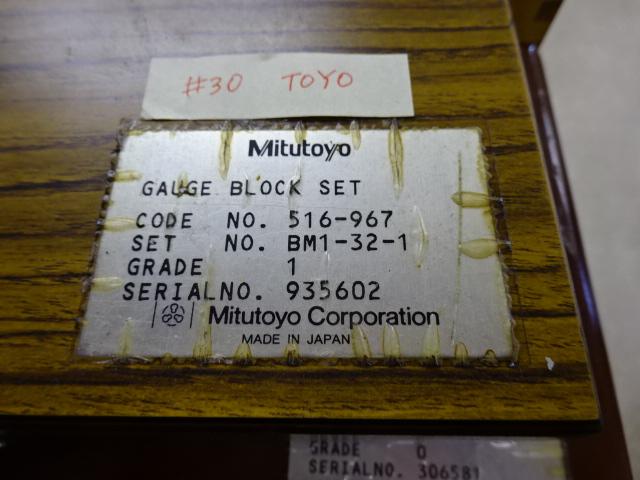 #30 TOYO
Mitutoyo
GAUGE BLOCK SET
CODE NO. 516-967
SET NO. BM1-32-1
GRADE 1
SERIALNO. 935602
Mitutoyo Corporation
MADE IN JAPAN
GRADE 0
SERIALNO. 306581